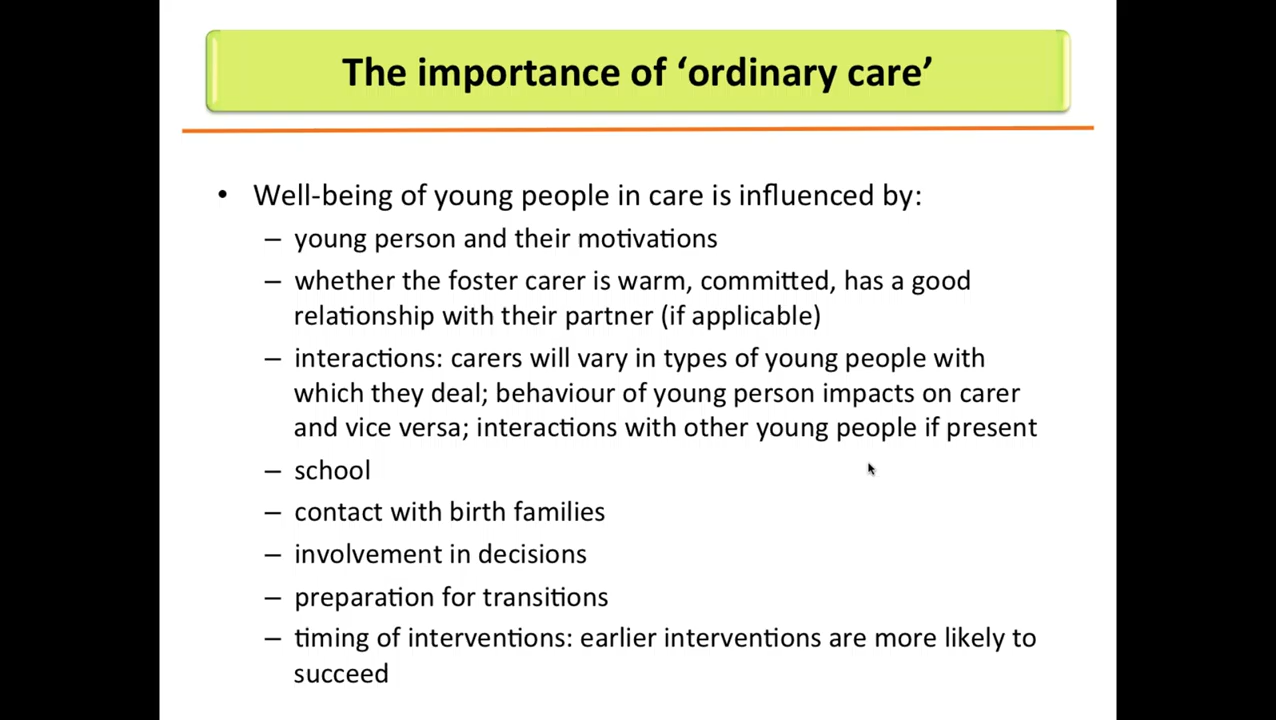 The importance of ‘ordinary care’
• Well-being of young people in care is influenced by:
– young person and their motivations
– whether the foster carer is warm, committed, has a good
relationship with their partner (if applicable)
– interactions: carers will vary in types of young people with
which they deal; behaviour of young person impacts on carer
and vice versa; interactions with other young people if present
– school
– contact with birth families
– involvement in decisions
– preparation for transitions
– timing of interventions: earlier interventions are more likely to
succeed